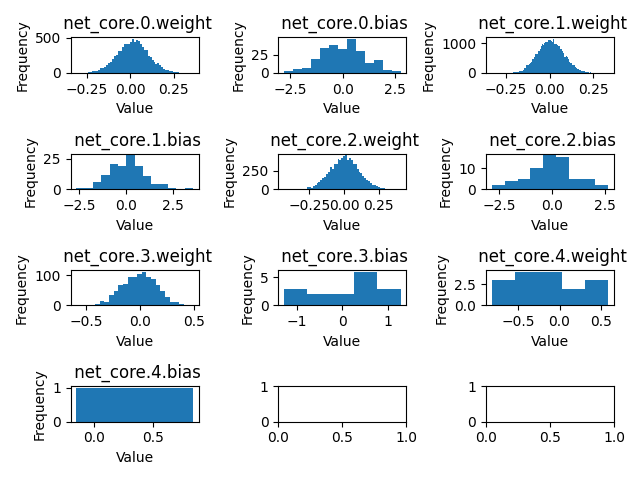 net_core.0.weight net_core.0.bias net_core.1.weight
Frequency 500 0 Frequency 25 0 Frequency 1000 0
−0.25 0.00 0.25 −2.5 0.0 2.5 −0.25 0.00 0.25
Value Value Value
net_core.1.bias net_core.2.weight net_core.2.bias
Frequency 25 0 Frequency 250 0 Frequency 10 0
−2.5 0.0 2.5 −0.25 0.00 0.25 −2.5 0.0 2.5
Value Value Value
net_core.3.weight net_core.3.bias net_core.4.weight
Frequency 100 0 Frequency 5 0 Frequency 2.5 0.0
−0.5 0.0 0.5 −1 0 1 −0.5 0.0 0.5
Value Value Value
net_core.4.bias
Frequency 1 0 1 0 1 0
0.0 0.5 0.0 0.5 1.0 0.0 0.5 1.0
Value